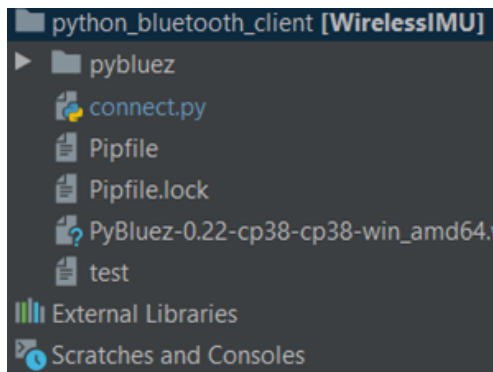 python_bluetooth_client [WirelessIMU]
pybluez
connect.py
Pipfile
Pipfile.lock
PyBluez-0.22-cp38-cp38-win_amd64.
test
External Libraries
Scratches and Consoles